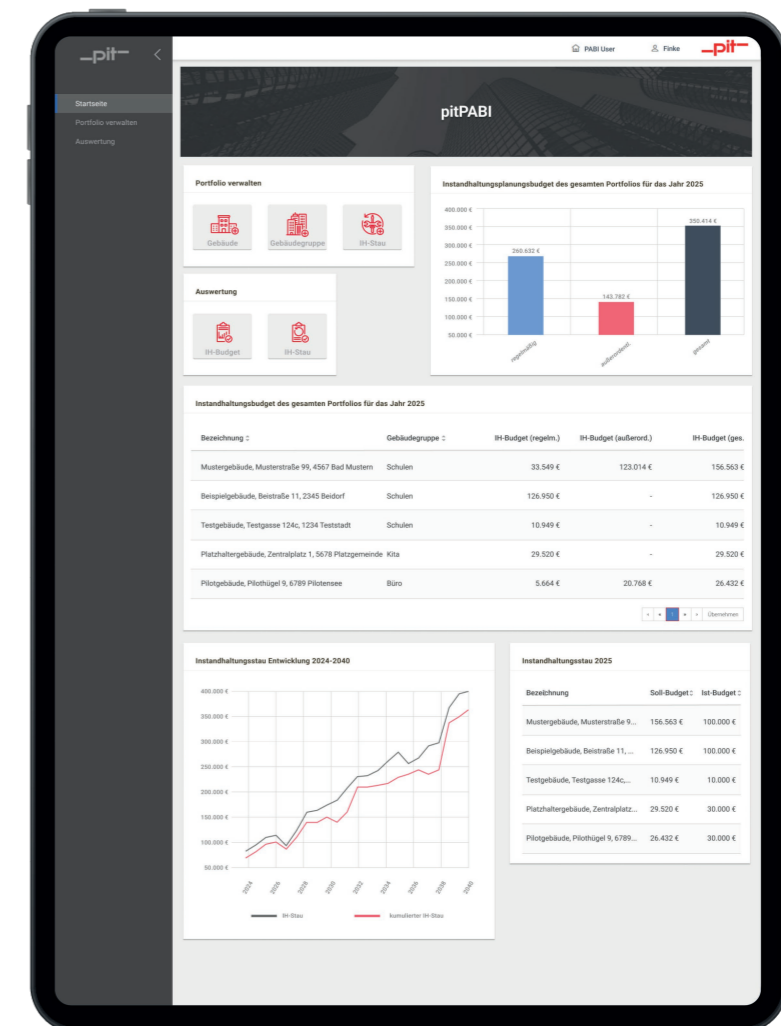 _pit‾ <
PABI User Finke _pit‾
Startseite
Portfolio verwalten
Auswertung
pitPABI
Portfolio verwalten
Gebäude Gebäudegruppe IH-Stau
Auswertung
IH-Budget IH-Stau
Instandhaltungsplanungsbudget des gesamten Portfolios für das Jahr 2025
400.000 €
350.000 €
300.000 €
250.000 €
200.000 €
150.000 €
100.000 €
50.000 €
260.632 €
143.782 €
350.414 €
regelmäßig außerordentl. gesamt
Instandhaltungsbudget des gesamten Portfolios für das Jahr 2025
Bezeichnung Gebäudegruppe IH-Budget (regelm.) IH-Budget (außerord.) IH-Budget (ges.
Mustergebäude, Musterstraße 99, 4567 Bad Mustern Schulen 33.549 € 123.014 € 156.563 €
Beispielgebäude, Beistraße 11, 2345 Beidorf Schulen 126.950 € - 126.950 €
Testgebäude, Testgasse 124c, 1234 Teststadt Schulen 10.949 € - 10.949 €
Platzhaltergebäude, Zentralplatz 1, 5678 Platzgemeinde Kita 29.520 € - 29.520 €
Pilotgebäude, Pilothügel 9, 6789 Pilotensee Büro 5.664 € 20.768 € 26.432 €
1 Übernehmen
Instandhaltungsstau Entwicklung 2024-2040
400.000 €
350.000 €
300.000 €
250.000 €
200.000 €
150.000 €
100.000 €
50.000 €
2024 2026 2028 2030 2032 2034 2036 2038 2040
IH-Stau kumulierter IH-Stau
Instandhaltungsstau 2025
Bezeichnung Soll-Budget Ist-Budget
Mustergebäude, Musterstraße 9... 156.563 € 100.000 €
Beispielgebäude, Beistraße 11, ... 126.950 € 100.000 €
Testgebäude, Testgasse 124c,... 10.949 € 10.000 €
Platzhaltergebäude, Zentralplatz... 29.520 € 30.000 €
Pilotgebäude, Pilothügel 9, 6789... 26.432 € 30.000 €